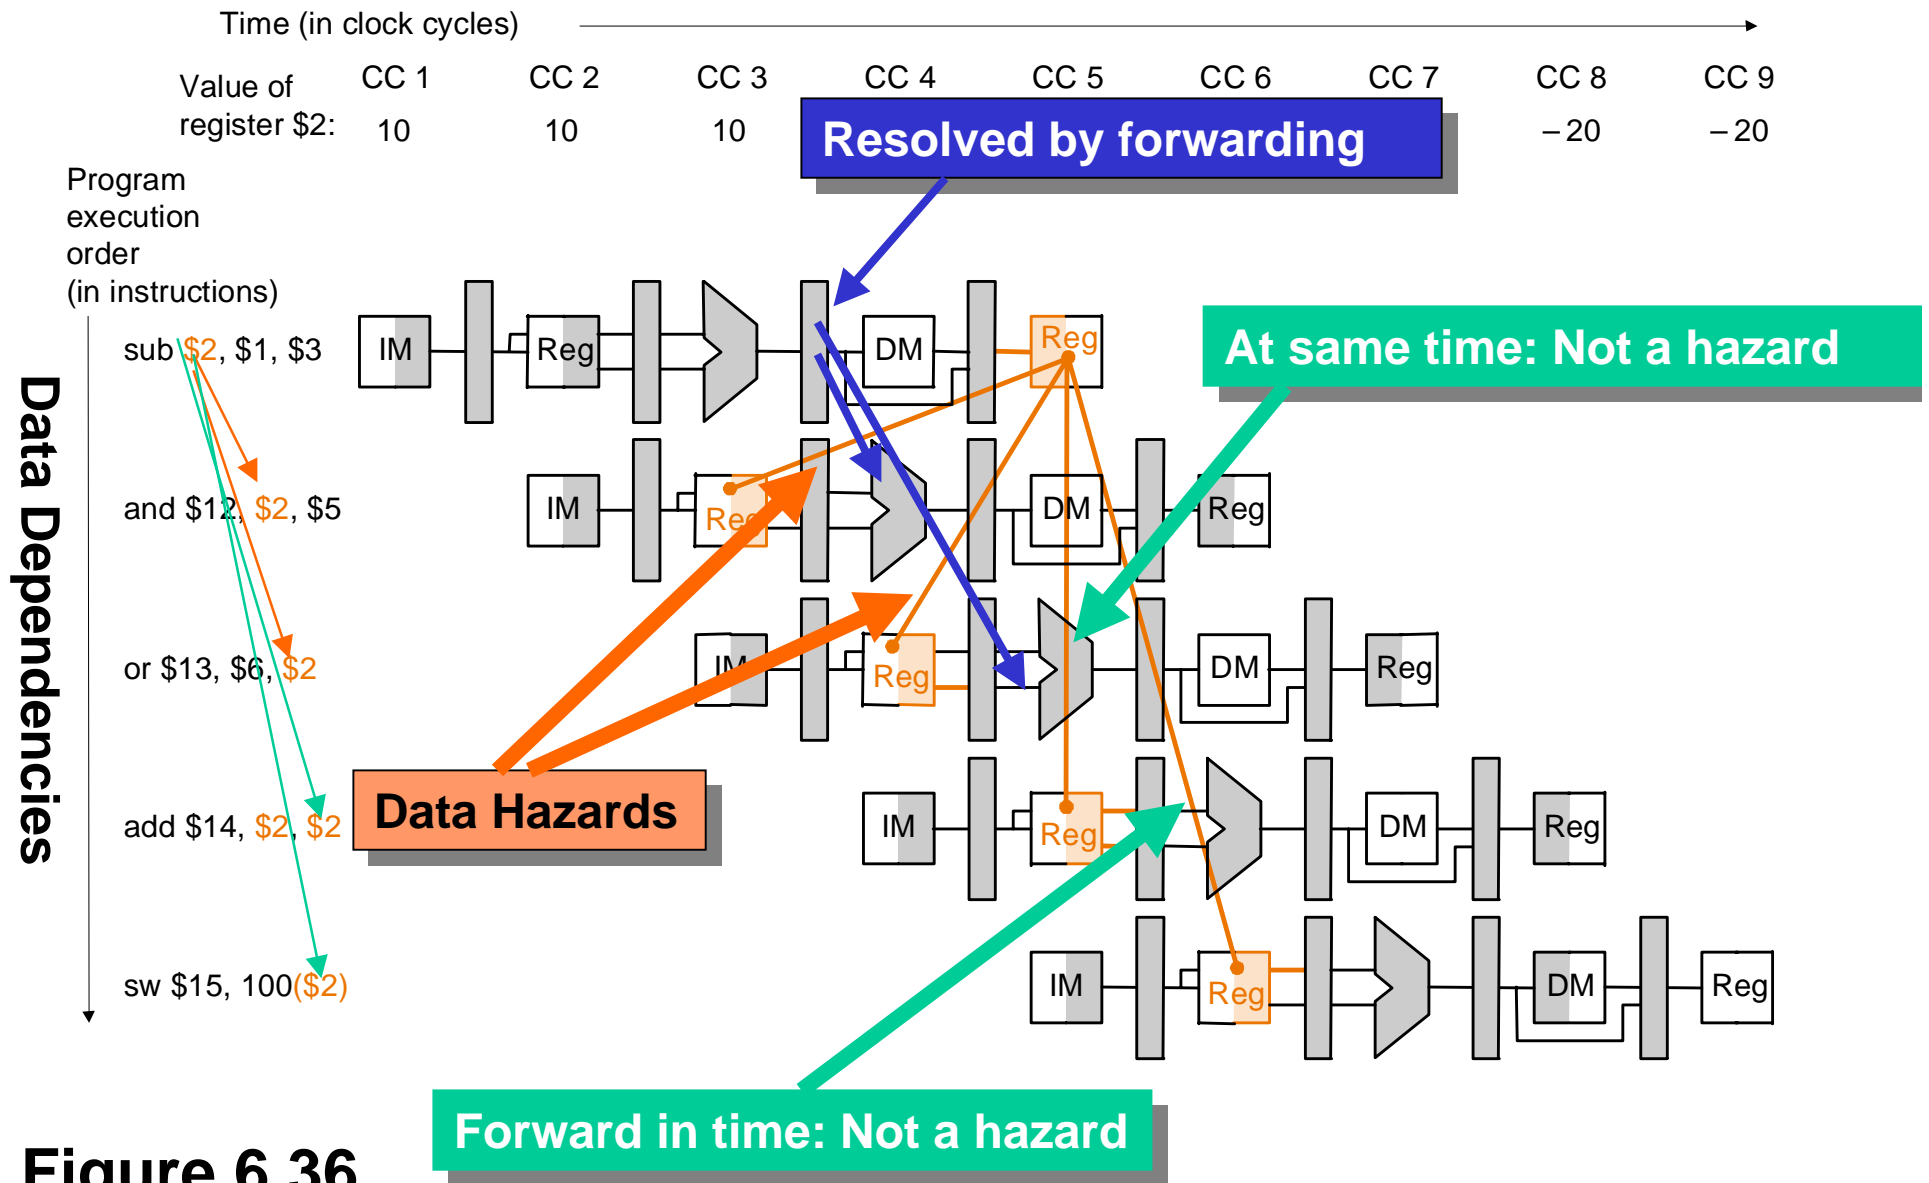 Time (in clock cycles)
Value of
register $2:
CC 1 CC 2 CC 3 CC 4 CC 5 CC 6 CC 7 CC 8 CC 9
10 10 10 –20 –20
Resolved by forwarding
Program
execution
order
(in instructions)
Data Dependencies
sub $2, $1, $3
IM Reg DM Reg
At same time: Not a hazard
and $12, $2, $5
IM Reg DM Reg
or $13, $6, $2
IM Reg DM Reg
Data Hazards
add $14, $2, $2
IM Reg DM Reg
sw $15, 100($2)
IM Reg DM Reg
Forward in time: Not a hazard
Figure 6.36